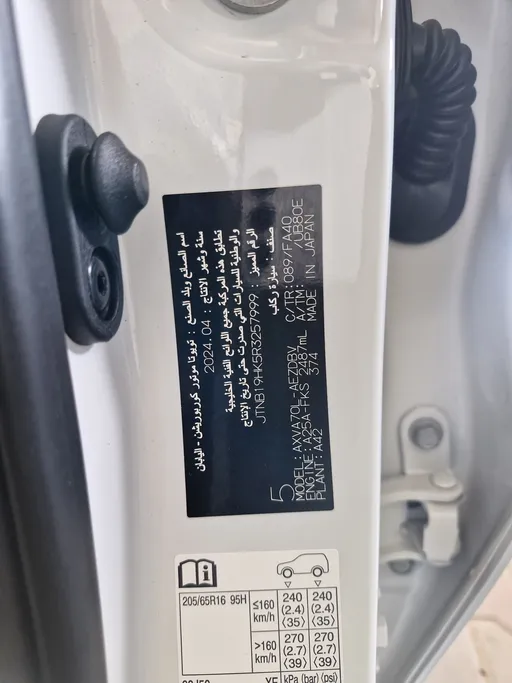 اسم الصانع وبلد الصنع : تويوتا موتور كوربوريشن - اليابان
سنة وشهر الانتاج : 2024.04
تطابق هذه المركبة جميع اللوائح الفنية الخليجية
والوطنية للسيارات التي صدرت حتى تاريخ الإنتاج
الرقم المميز : JTNB19HK5R3257999
صنف : سيارة ركاب
5
MODEL:AXVA70L-AEZDBV C/TR:089/FA40
ENGINE:A25A-FKS 2487mL A/TM: /UB80E
PLANT:A42 374 MADE IN JAPAN
205/65R16 95H
≤160 km/h 240 (2.4) ⟨35⟩ 240 (2.4) ⟨35⟩
>160 km/h 270 (2.7) ⟨39⟩ 270 (2.7) ⟨39⟩
kPa (bar) ⟨psi⟩